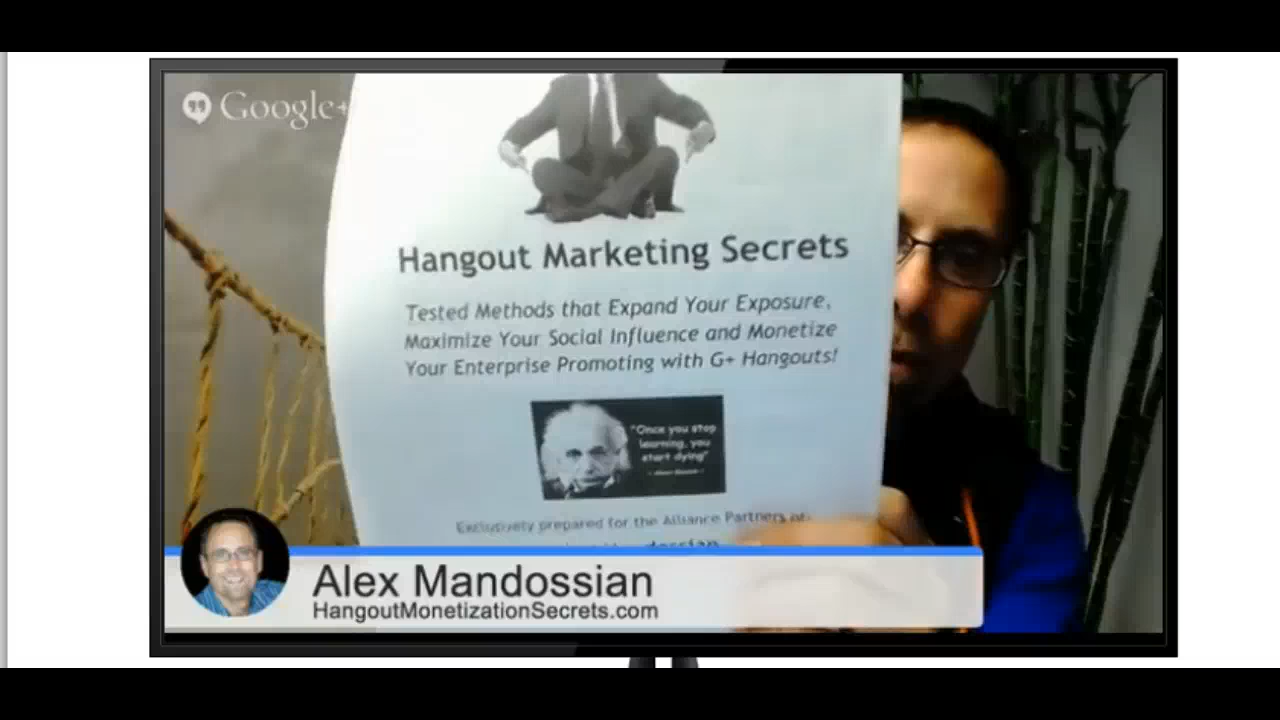 Google+
Hangout Marketing Secrets
Tested Methods that Expand Your Exposure,
Maximize Your Social Influence and Monetize
Your Enterprise Promoting with G+ Hangouts!
"Once you stop
learning, you
start dying"
Exclusively prepared for the Alliance Partners of:
Alex Mandossian
HangoutMonetizationSecrets.com